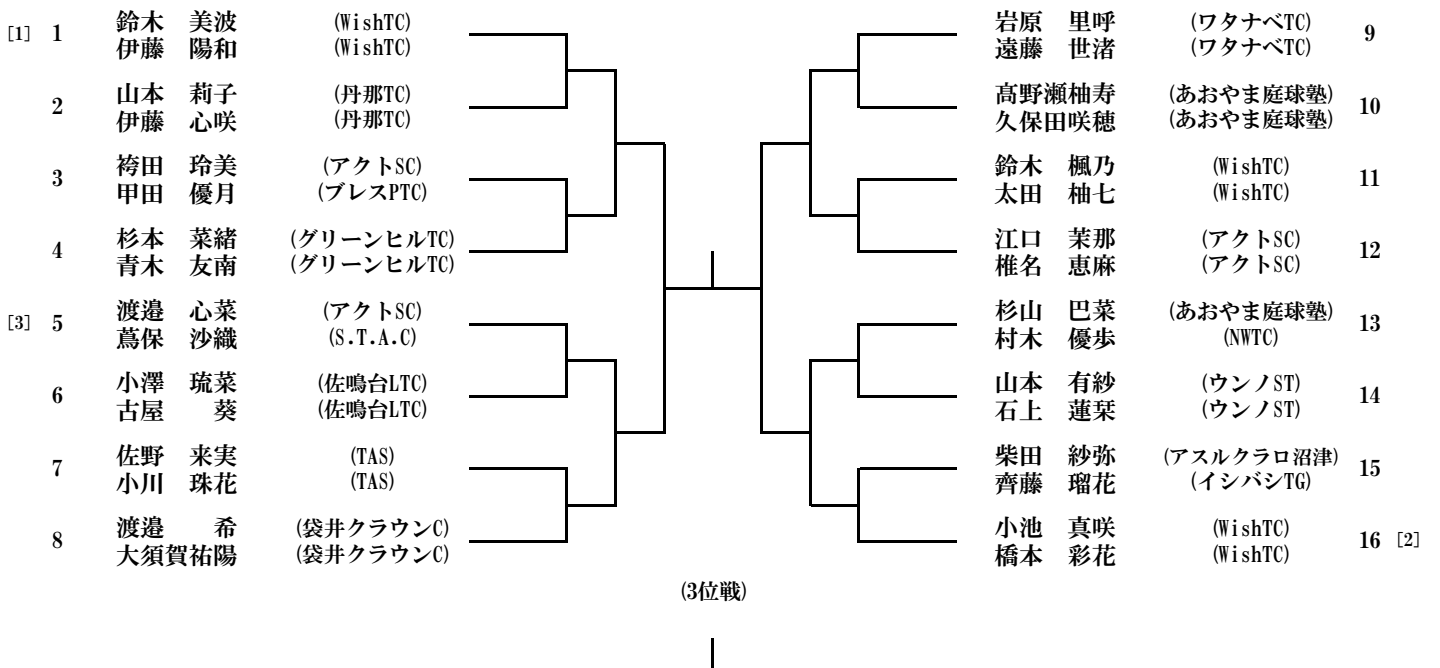 [1] 1 鈴木 美波 (WishTC)
伊藤 陽和 (WishTC)
2 山本 莉子 (丹那TC)
伊藤 心咲 (丹那TC)
3 袴田 玲美 (アクトSC)
甲田 優月 (ブレスPTC)
4 杉本 菜緒 (グリーンヒルTC)
青木 友南 (グリーンヒルTC)
[3] 5 渡邉 心菜 (アクトSC)
蔦保 沙織 (S.T.A.C)
6 小澤 琉菜 (佐鳴台LTC)
古屋 葵 (佐鳴台LTC)
7 佐野 来実 (TAS)
小川 珠花 (TAS)
8 渡邉 希 (袋井クラウンC)
大須賀祐陽 (袋井クラウンC)
岩原 里呼 (ワタナベTC) 9
遠藤 世渚 (ワタナベTC)
高野瀬柚寿 (あおやま庭球塾) 10
久保田咲穂 (あおやま庭球塾)
鈴木 楓乃 (WishTC) 11
太田 柚七 (WishTC)
江口 茉那 (アクトSC) 12
椎名 恵麻 (アクトSC)
杉山 巴菜 (あおやま庭球塾) 13
村木 優歩 (NWTC)
山本 有紗 (ウンノST) 14
石上 蓮栞 (ウンノST)
柴田 紗弥 (アスルクラロ沼津) 15
齊藤 瑠花 (イシバシTG)
小池 真咲 (WishTC) 16 [2]
橋本 彩花 (WishTC)
(3位戦)